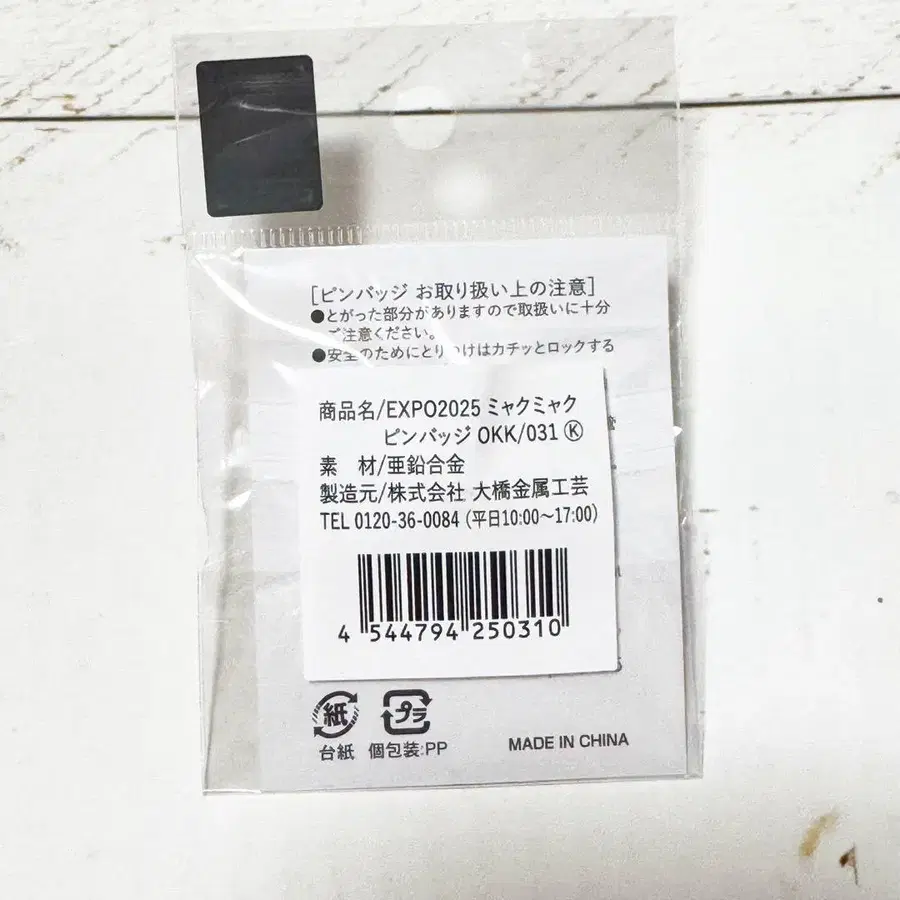 [ピンバッジ お取り扱い上の注意]
●とがった部分がありますので取扱いに十分
ご注意ください。
●安全のためにとりつけはカチッとロックする
商品名/EXPO2025 ミャクミャク
ピンバッジ OKK/031 Ⓚ
素 材/亜鉛合金
製造元/株式会社 大橋金属工芸
TEL 0120-36-0084 (平日10:00~17:00)
4 544794 250310
紙 プラ
台紙 個包装:PP
MADE IN CHINA